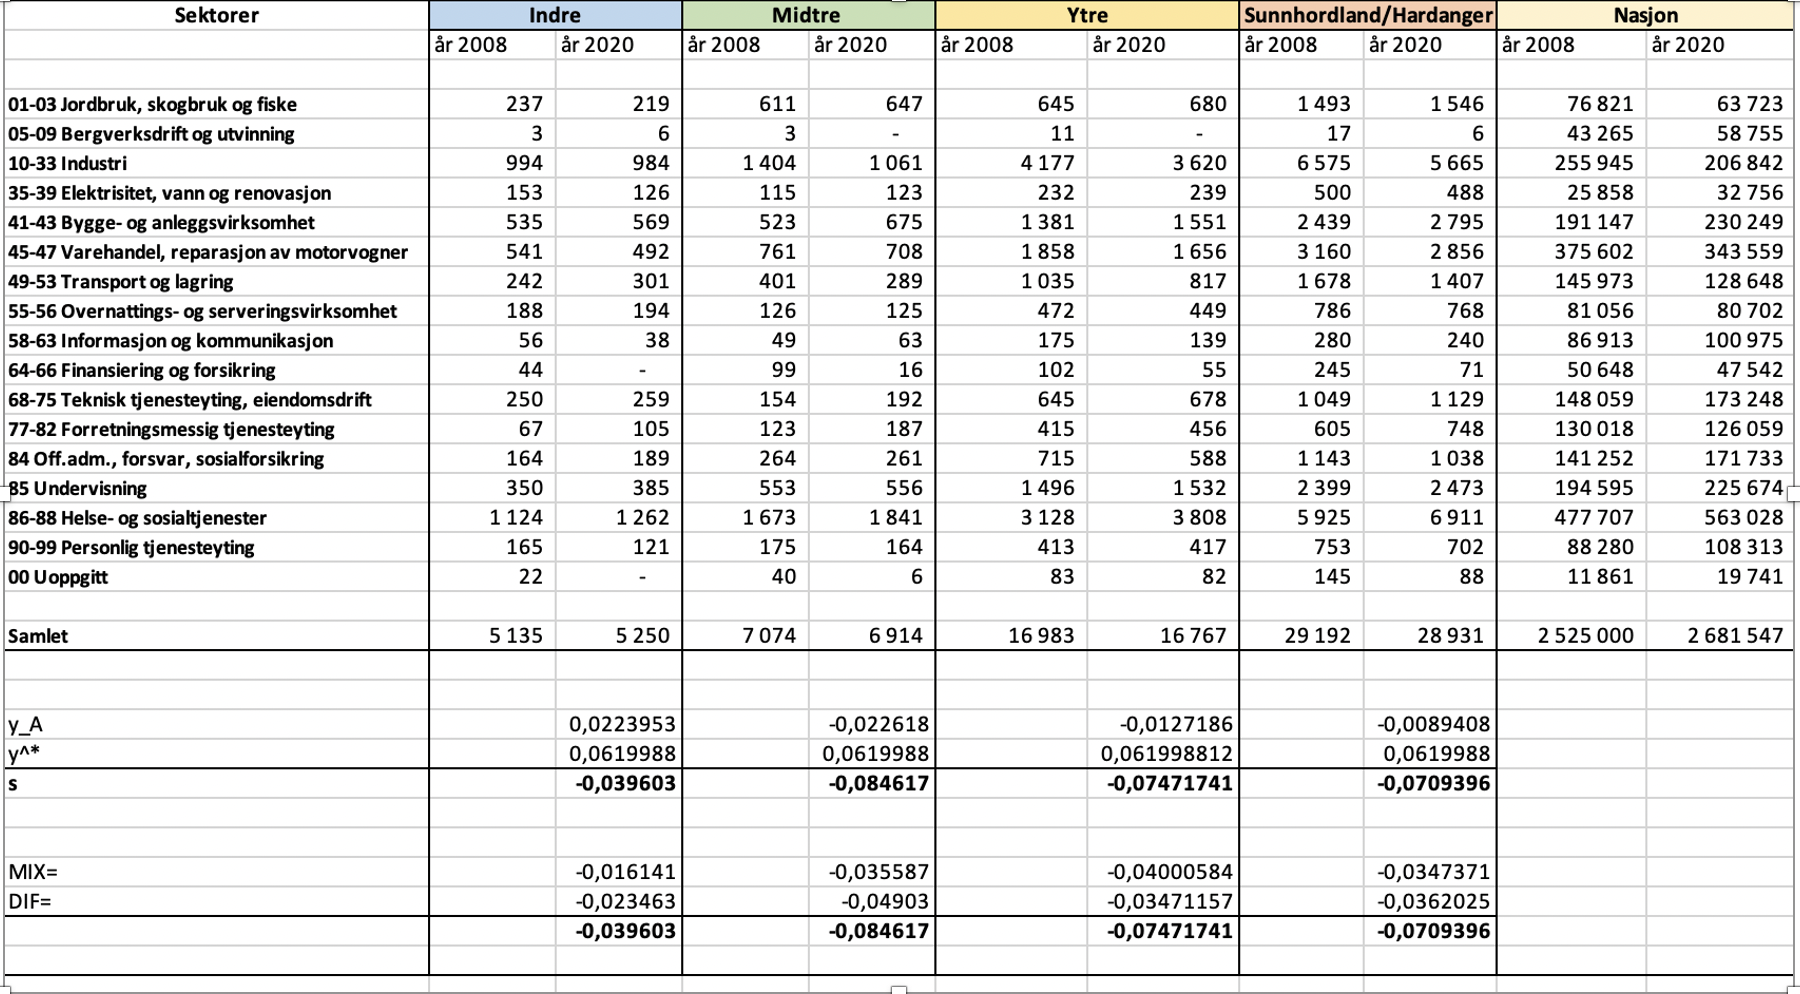 Sektorer Indre Midtre Ytre Sunnhordland/Hardanger Nasjon
år 2008 år 2020 år 2008 år 2020 år 2008 år 2020 år 2008 år 2020 år 2008 år 2020
01-03 Jordbruk, skogbruk og fiske 237 219 611 647 645 680 1 493 1 546 76 821 63 723
05-09 Bergverksdrift og utvinning 3 6 3 - 11 - 17 6 43 265 58 755
10-33 Industri 994 984 1 404 1 061 4 177 3 620 6 575 5 665 255 945 206 842
35-39 Elektrisitet, vann og renovasjon 153 126 115 123 232 239 500 488 25 858 32 756
41-43 Bygge- og anleggsvirksomhet 535 569 523 675 1 381 1 551 2 439 2 795 191 147 230 249
45-47 Varehandel, reparasjon av motorvogner 541 492 761 708 1 858 1 656 3 160 2 856 375 602 343 559
49-53 Transport og lagring 242 301 401 289 1 035 817 1 678 1 407 145 973 128 648
55-56 Overnattings- og serveringsvirksomhet 188 194 126 125 472 449 786 768 81 056 80 702
58-63 Informasjon og kommunikasjon 56 38 49 63 175 139 280 240 86 913 100 975
64-66 Finansiering og forsikring 44 - 99 16 102 55 245 71 50 648 47 542
68-75 Teknisk tjenesteyting, eiendomsdrift 250 259 154 192 645 678 1 049 1 129 148 059 173 248
77-82 Forretningsmessig tjenesteyting 67 105 123 187 415 456 605 748 130 018 126 059
84 Off.adm., forsvar, sosialforsikring 164 189 264 261 715 588 1 143 1 038 141 252 171 733
85 Undervisning 350 385 553 556 1 496 1 532 2 399 2 473 194 595 225 674
86-88 Helse- og sosialtjenester 1 124 1 262 1 673 1 841 3 128 3 808 5 925 6 911 477 707 563 028
90-99 Personlig tjenesteyting 165 121 175 164 413 417 753 702 88 280 108 313
00 Uoppgitt 22 - 40 6 83 82 145 88 11 861 19 741
Samlet 5 135 5 250 7 074 6 914 16 983 16 767 29 192 28 931 2 525 000 2 681 547
y_A 0,0223953 -0,022618 -0,0127186 -0,0089408
y^* 0,0619988 0,0619988 0,061998812 0,0619988
s -0,039603 -0,084617 -0,07471741 -0,0709396
MIX= -0,016141 -0,035587 -0,04000584 -0,0347371
DIF= -0,023463 -0,04903 -0,03471157 -0,0362025
-0,039603 -0,084617 -0,07471741 -0,0709396